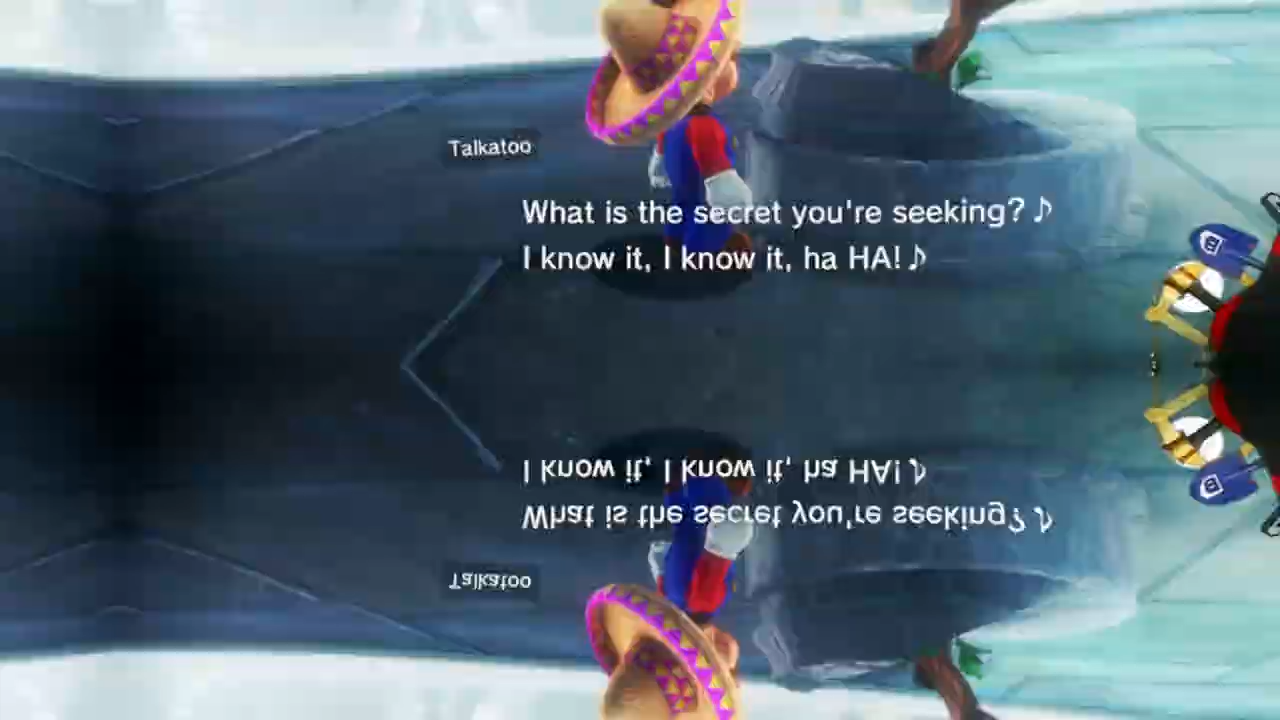 Talkatoo
What is the secret you're seeking? ♪
I know it, I know it, ha HA! ♪
I know it, I know it, ha HA! ♪
What is the secret you're seeking? ♪
Talkatoo